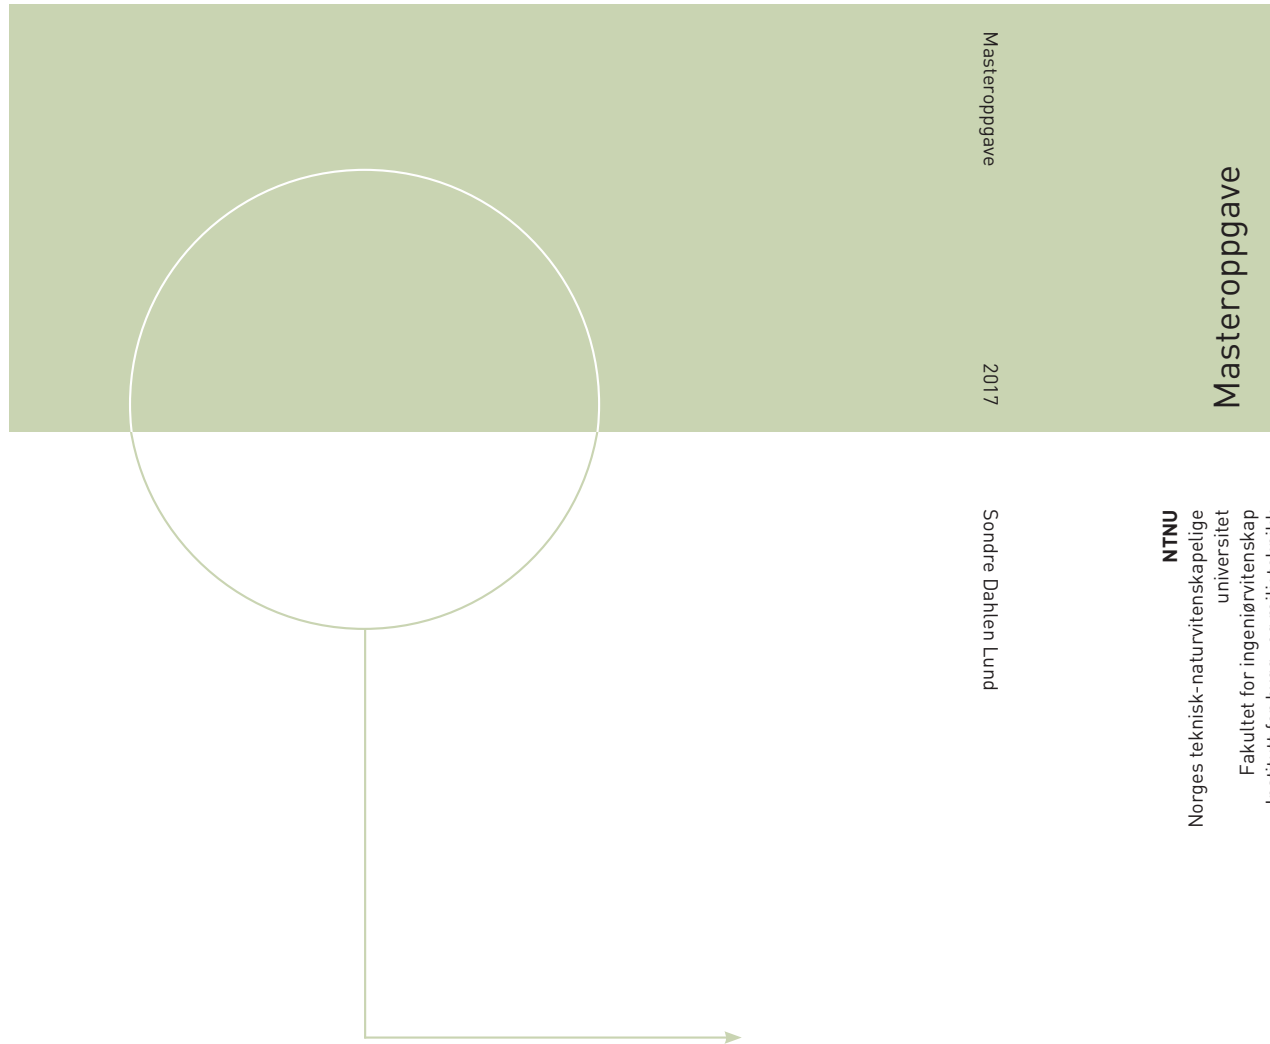 Masteroppgave
2017
Sondre Dahlen Lund
Masteroppgave
NTNU
Norges teknisk-naturvitenskapelige
universitet
Fakultet for ingeniørvitenskap